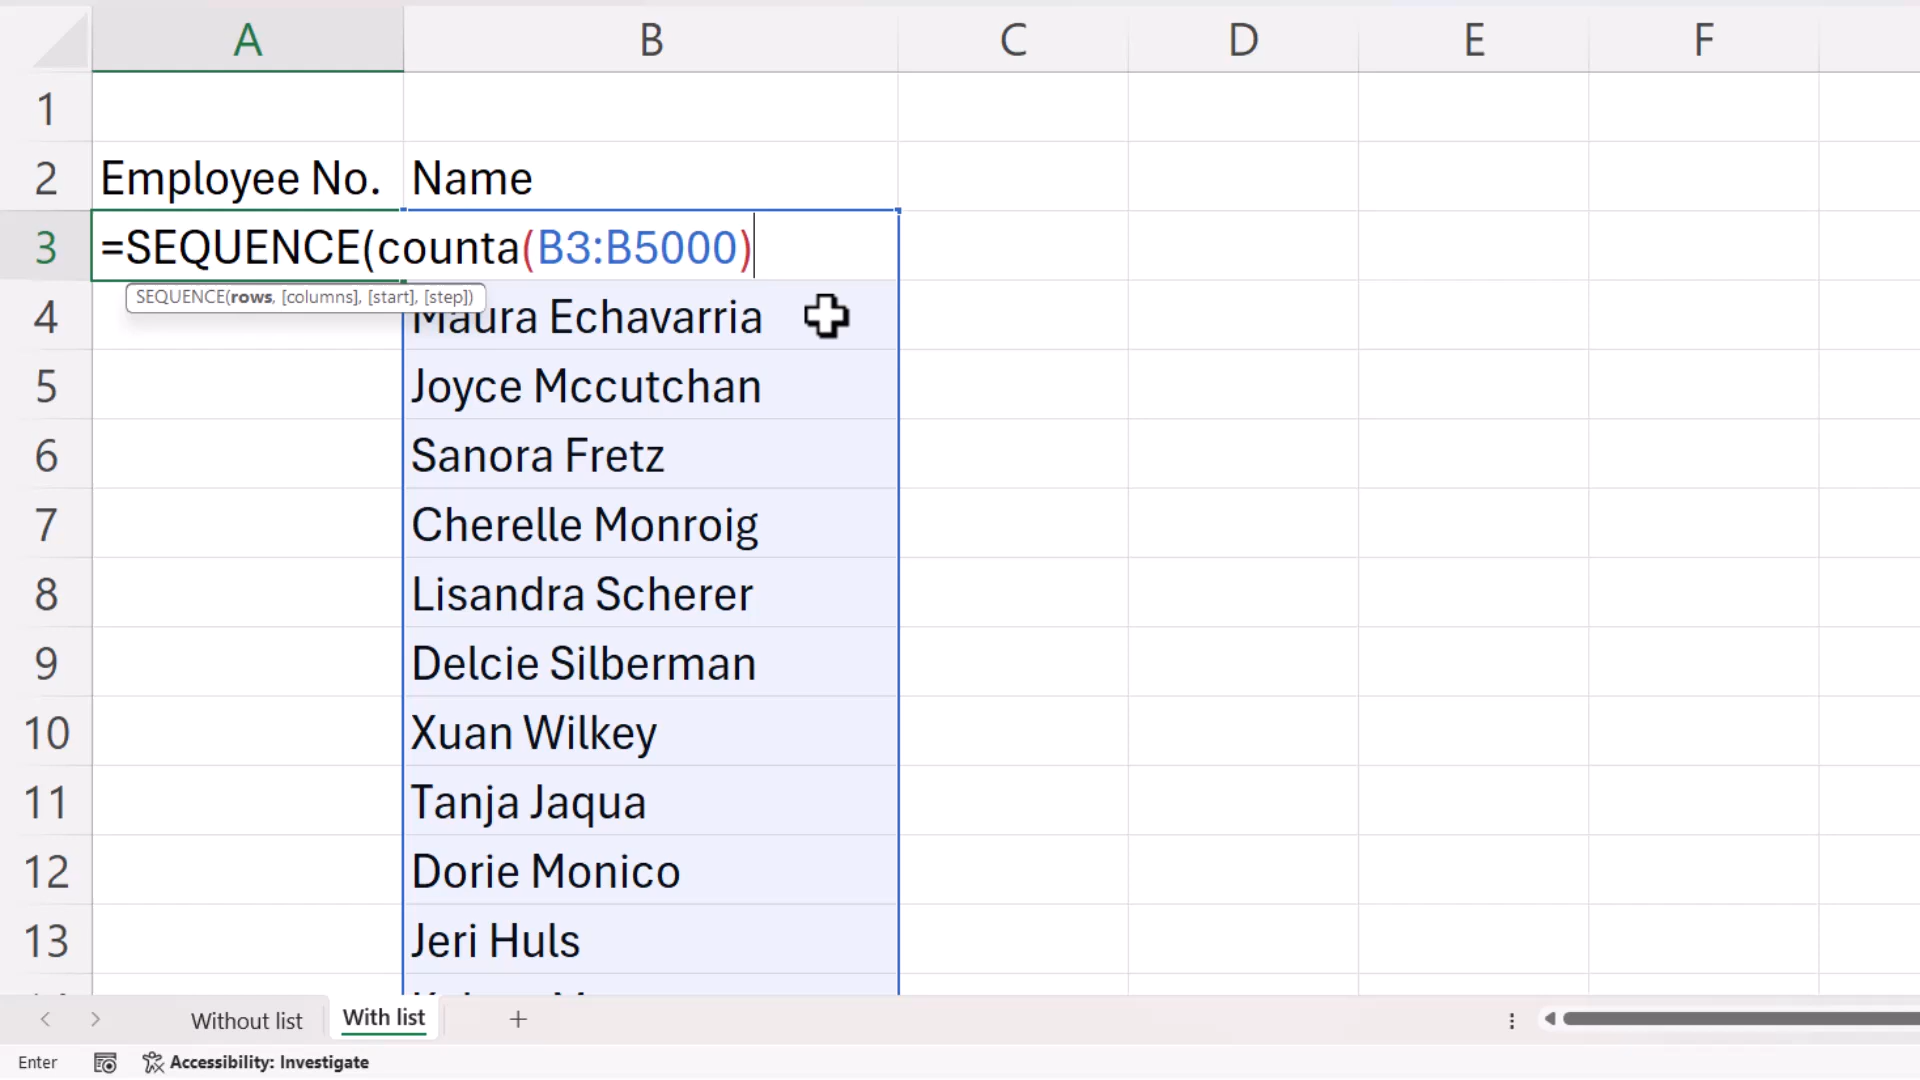 A B C D E F
1
2 Employee No. Name
3 =SEQUENCE(counta(B3:B5000)
SEQUENCE(rows, [columns], [start], [step])
4 Maura Echavarria
5 Joyce Mccutchan
6 Sanora Fretz
7 Cherelle Monroig
8 Lisandra Scherer
9 Delcie Silberman
10 Xuan Wilkey
11 Tanja Jaqua
12 Dorie Monico
13 Jeri Huls
Without list With list +
Enter Accessibility: Investigate